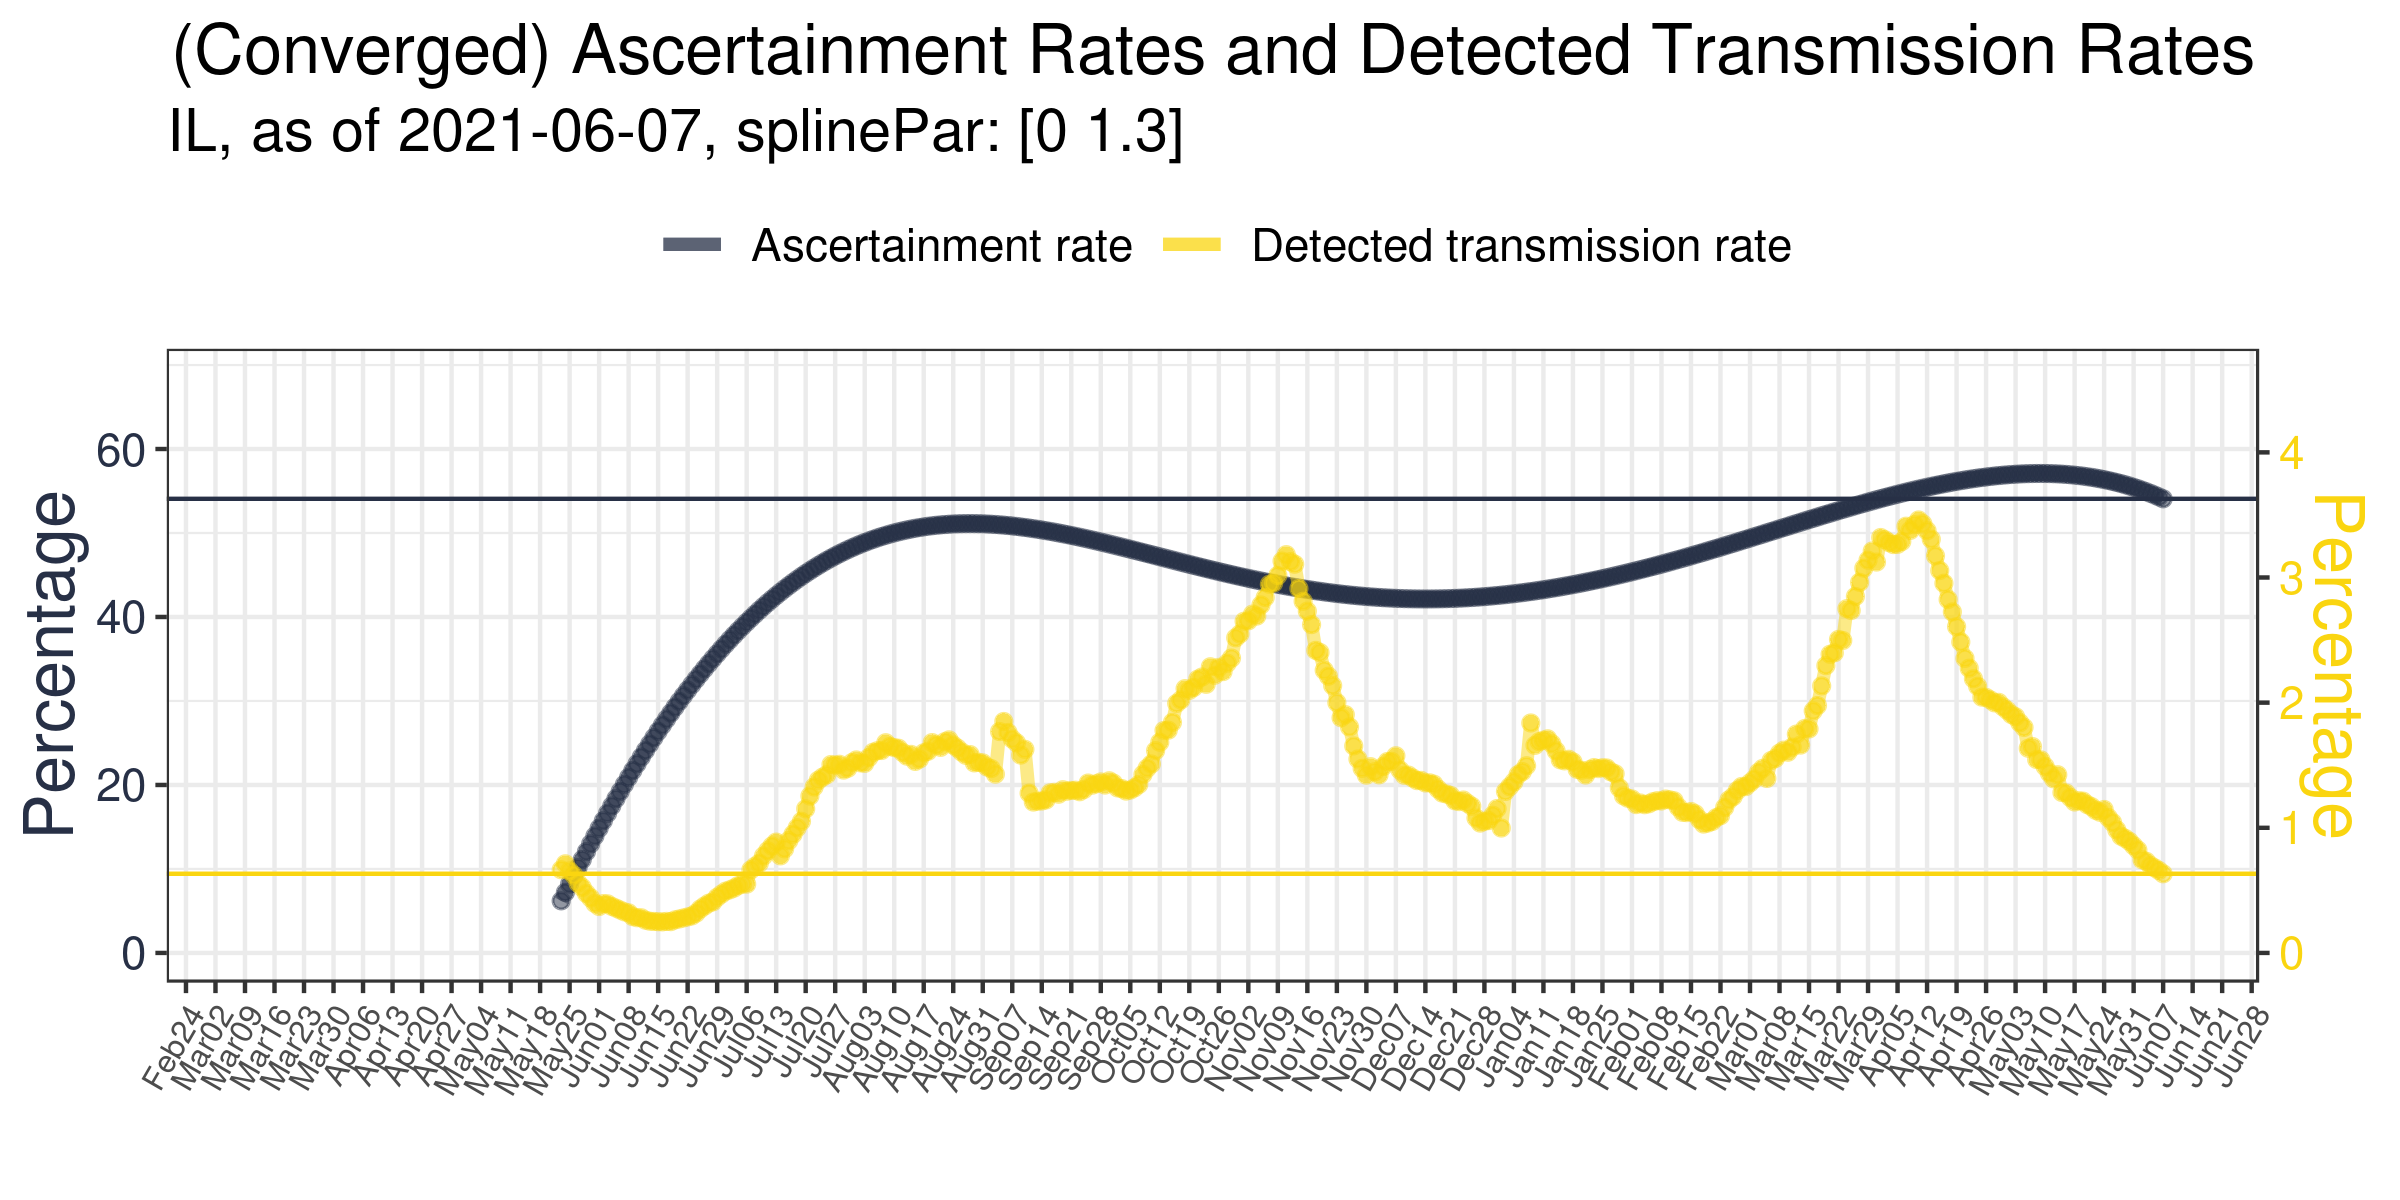 (Converged) Ascertainment Rates and Detected Transmission Rates
IL, as of 2021-06-07, splinePar: [0 1.3]
Ascertainment rate Detected transmission rate
Percentage
60
40
20
0
4
3
2
1
0
Percentage
Feb24 Mar02 Mar09 Mar16 Mar23 Mar30 Apr06 Apr13 Apr20 Apr27 May04 May11 May18 May25 Jun01 Jun08 Jun15 Jun22 Jun29 Jul06 Jul13 Jul20 Jul27 Aug03 Aug10 Aug17 Aug24 Aug31 Sep07 Sep14 Sep21 Sep28 Oct05 Oct12 Oct19 Oct26 Nov02 Nov09 Nov16 Nov23 Nov30 Dec07 Dec14 Dec21 Dec28 Jan04 Jan11 Jan18 Jan25 Feb01 Feb08 Feb15 Feb22 Mar01 Mar08 Mar15 Mar22 Mar29 Apr05 Apr12 Apr19 Apr26 May03 May10 May17 May24 May31 Jun07 Jun14 Jun21 Jun28